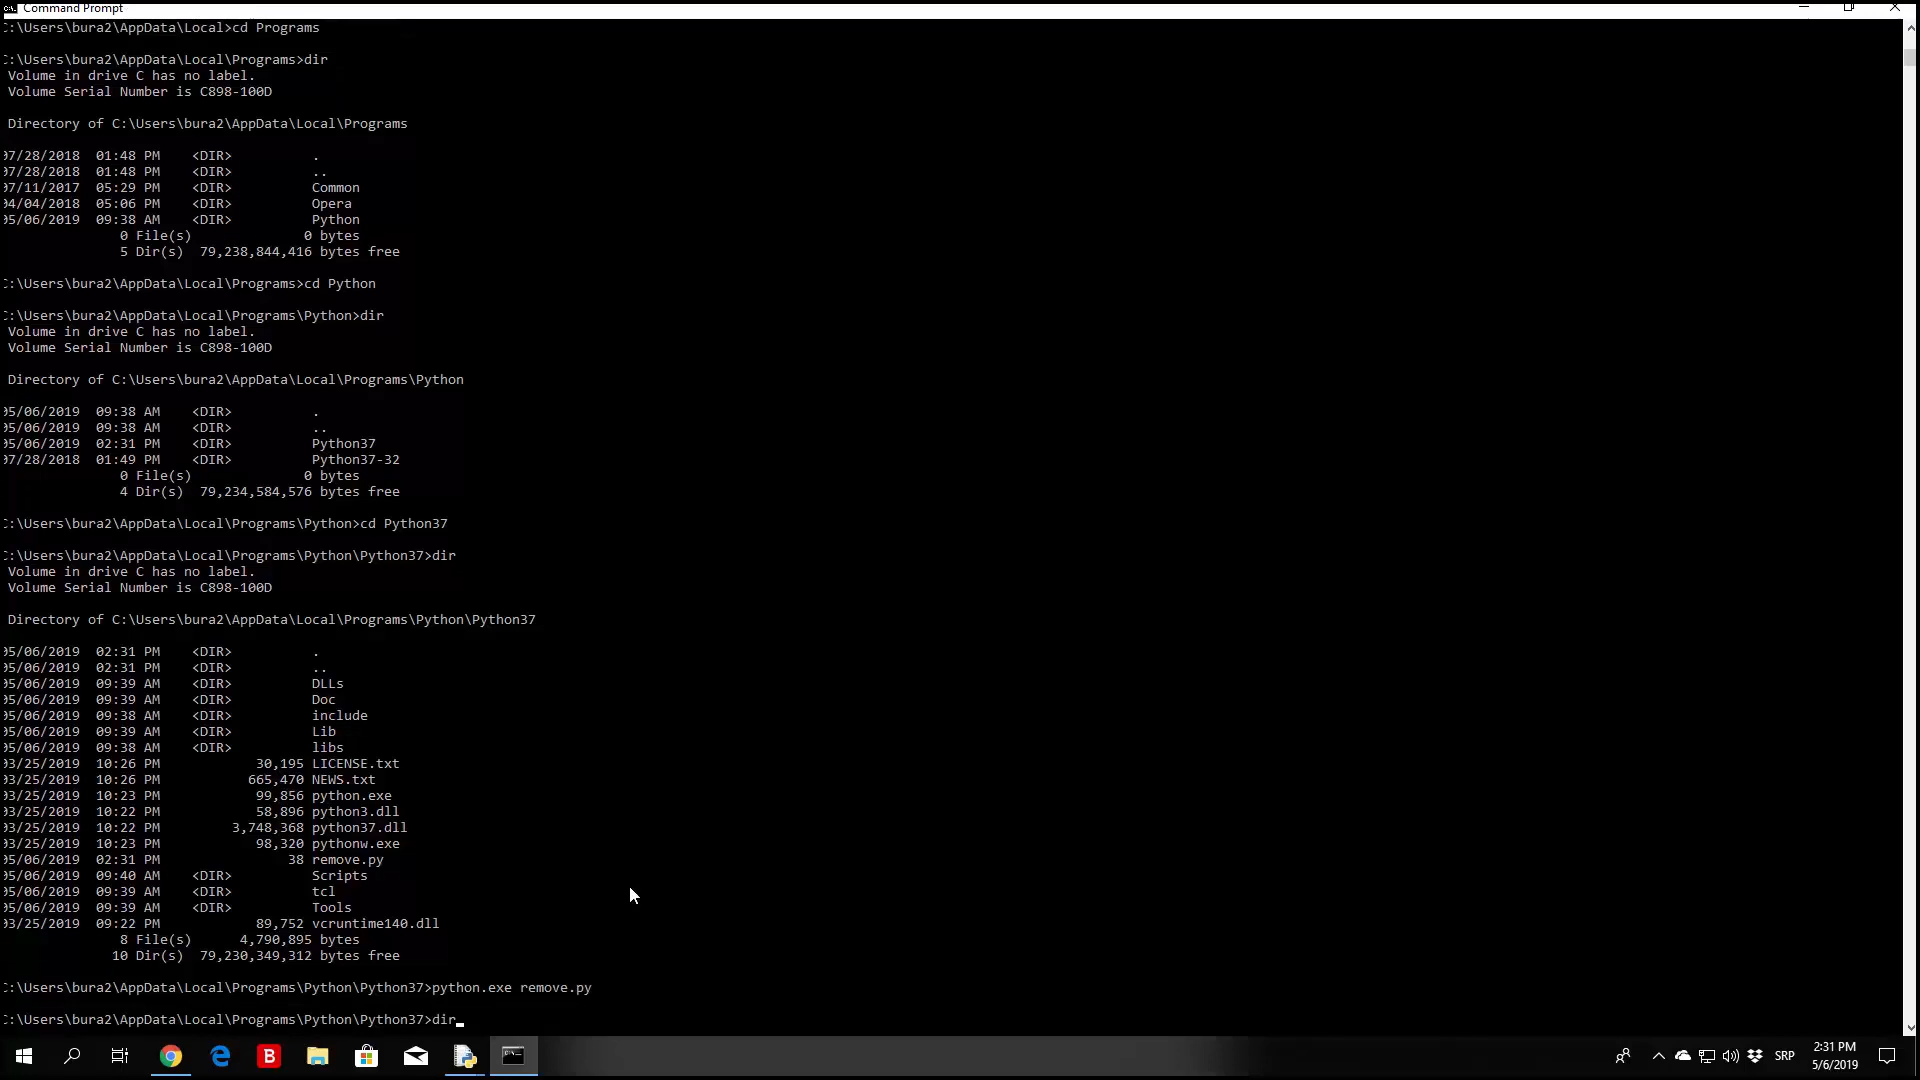 Command Prompt
C:\Users\bura2\AppData\Local>cd Programs
C:\Users\bura2\AppData\Local\Programs>dir
Volume in drive C has no label.
Volume Serial Number is C898-100D
Directory of C:\Users\bura2\AppData\Local\Programs
07/28/2018 01:48 PM <DIR> .
07/28/2018 01:48 PM <DIR> ..
07/11/2017 05:29 PM <DIR> Common
04/04/2018 05:06 PM <DIR> Opera
05/06/2019 09:38 AM <DIR> Python
0 File(s) 0 bytes
5 Dir(s) 79,238,844,416 bytes free
C:\Users\bura2\AppData\Local\Programs>cd Python
C:\Users\bura2\AppData\Local\Programs\Python>dir
Volume in drive C has no label.
Volume Serial Number is C898-100D
Directory of C:\Users\bura2\AppData\Local\Programs\Python
05/06/2019 09:38 AM <DIR> .
05/06/2019 09:38 AM <DIR> ..
05/06/2019 02:31 PM <DIR> Python37
07/28/2018 01:49 PM <DIR> Python37-32
0 File(s) 0 bytes
4 Dir(s) 79,234,584,576 bytes free
C:\Users\bura2\AppData\Local\Programs\Python>cd Python37
C:\Users\bura2\AppData\Local\Programs\Python\Python37>dir
Volume in drive C has no label.
Volume Serial Number is C898-100D
Directory of C:\Users\bura2\AppData\Local\Programs\Python\Python37
05/06/2019 02:31 PM <DIR> .
05/06/2019 02:31 PM <DIR> ..
05/06/2019 09:39 AM <DIR> DLLs
05/06/2019 09:39 AM <DIR> Doc
05/06/2019 09:38 AM <DIR> include
05/06/2019 09:39 AM <DIR> Lib
05/06/2019 09:38 AM <DIR> libs
03/25/2019 10:26 PM 30,195 LICENSE.txt
03/25/2019 10:26 PM 665,470 NEWS.txt
03/25/2019 10:23 PM 99,856 python.exe
03/25/2019 10:22 PM 58,896 python3.dll
03/25/2019 10:22 PM 3,748,368 python37.dll
03/25/2019 10:23 PM 98,320 pythonw.exe
05/06/2019 02:31 PM 38 remove.py
05/06/2019 09:40 AM <DIR> Scripts
05/06/2019 09:39 AM <DIR> tcl
05/06/2019 09:39 AM <DIR> Tools
03/25/2019 09:22 PM 89,752 vcruntime140.dll
8 File(s) 4,790,895 bytes
10 Dir(s) 79,230,349,312 bytes free
C:\Users\bura2\AppData\Local\Programs\Python\Python37>python.exe remove.py
C:\Users\bura2\AppData\Local\Programs\Python\Python37>dir
B
SRP
2:31 PM
5/6/2019